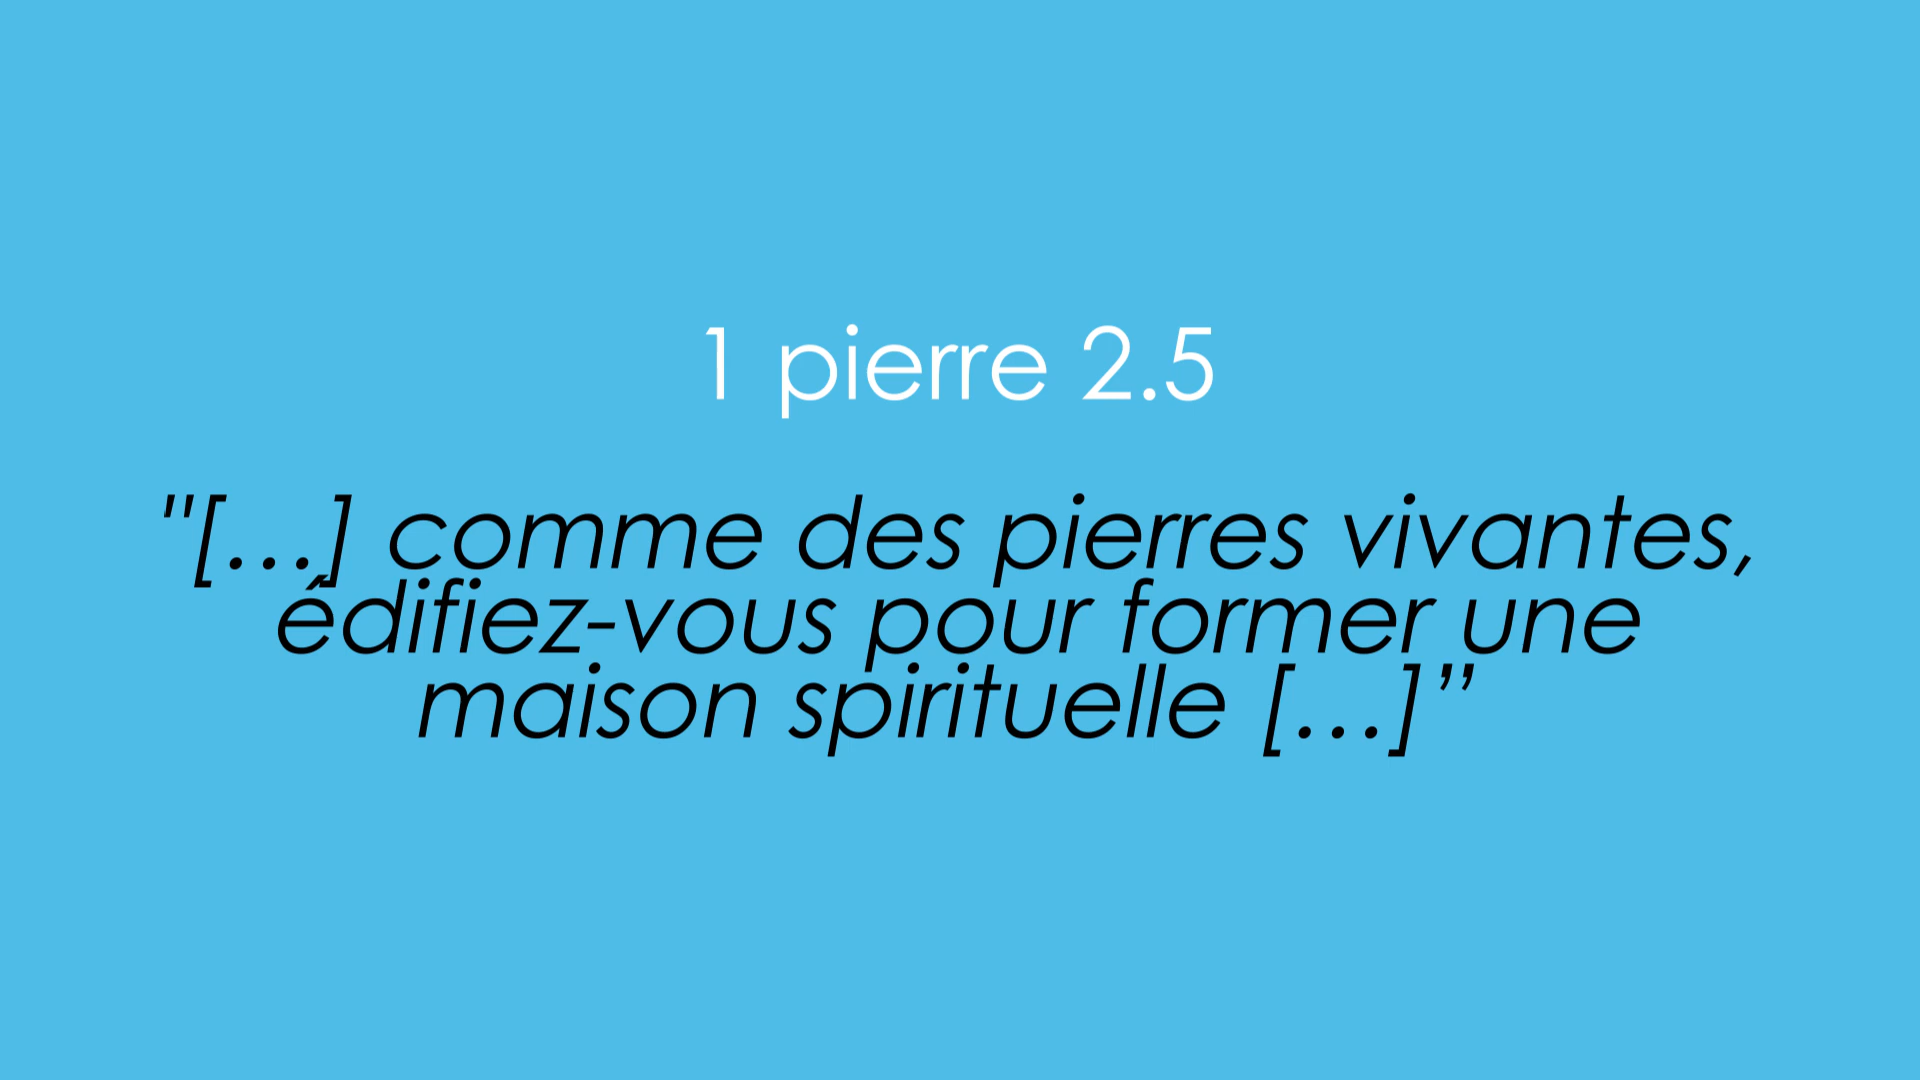 1 pierre 2.5
"[…] comme des pierres vivantes,
édifiez-vous pour former une
maison spirituelle […]”